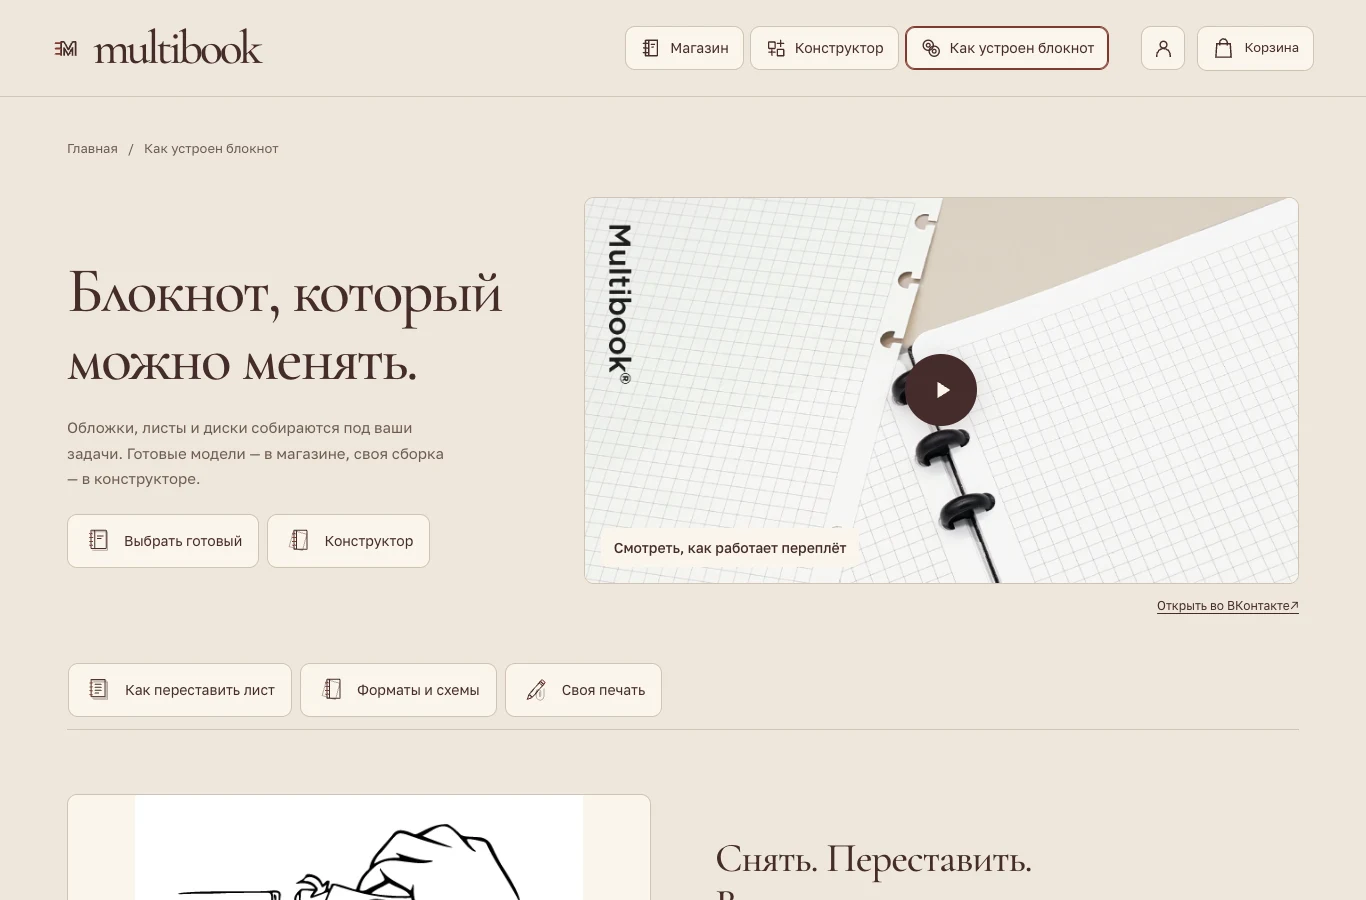 multibook
Магазин
Конструктор
Как устроен блокнот
Корзина
Главная / Как устроен блокнот
Блокнот, который
можно менять.
Обложки, листы и диски собираются под ваши
задачи. Готовые модели — в магазине, своя сборка
— в конструкторе.
Выбрать готовый
Конструктор
Multibook®
Смотреть, как работает переплёт
Открыть во ВКонтакте↗
Как переставить лист
Форматы и схемы
Своя печать
Снять. Переставить.